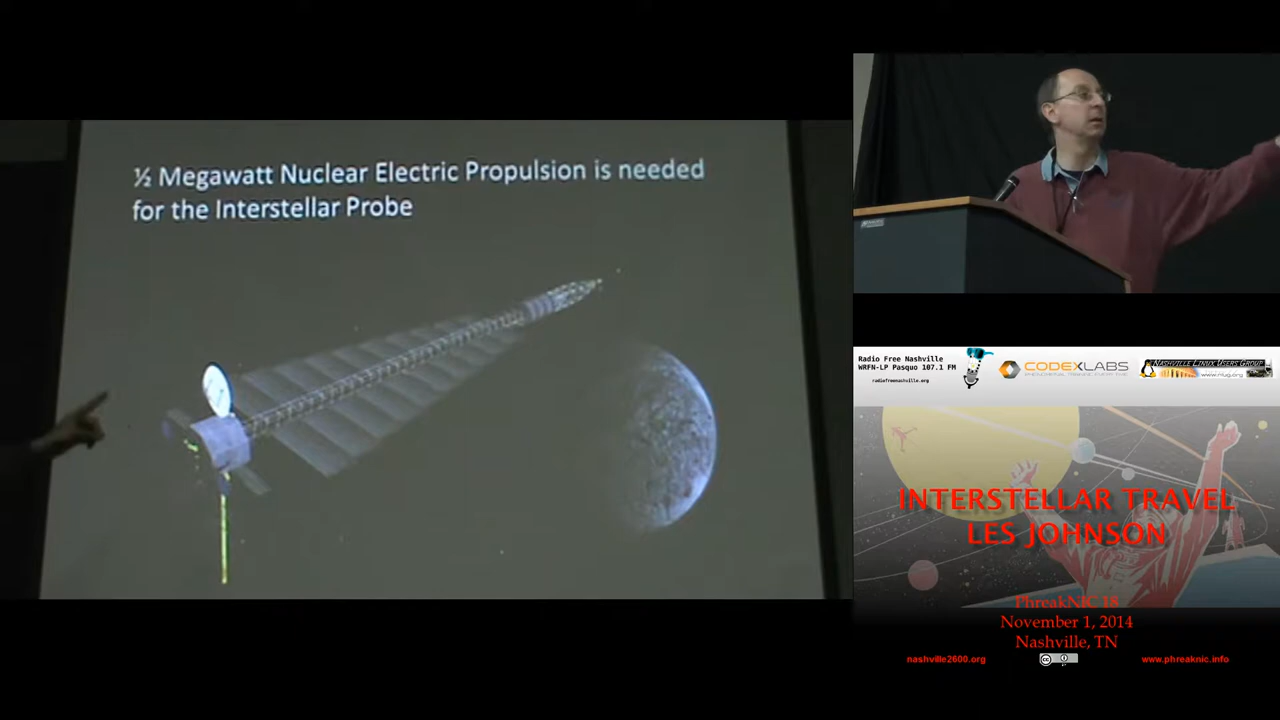 ½ Megawatt Nuclear Electric Propulsion is needed
for the Interstellar Probe
Radio Free Nashville
WRFN-LP Pasquo 107.1 FM
radiofreenashville.org
CODEXLABS
NASHVILLE LINUX USERS GROUP
www.nlug.org
INTERSTELLAR TRAVEL
LES JOHNSON
PhreakNIC 18
November 1, 2014
Nashville, TN
nashville2600.org
cc
www.phreaknic.info